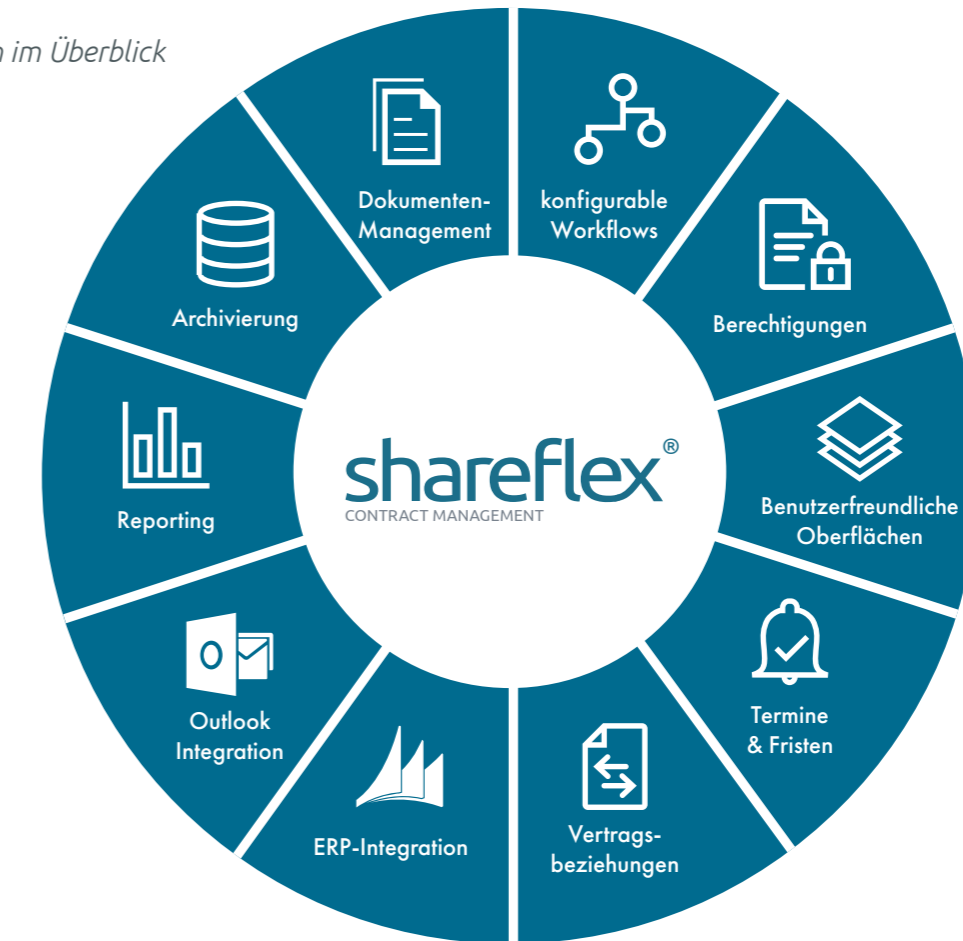 im Überblick
Dokumenten-
Management
konfigurable
Workflows
Berechtigungen
Benutzerfreundliche
Oberflächen
Termine
& Fristen
Vertrags-
beziehungen
ERP-Integration
Outlook
Integration
Reporting
Archivierung
shareflex®
CONTRACT MANAGEMENT